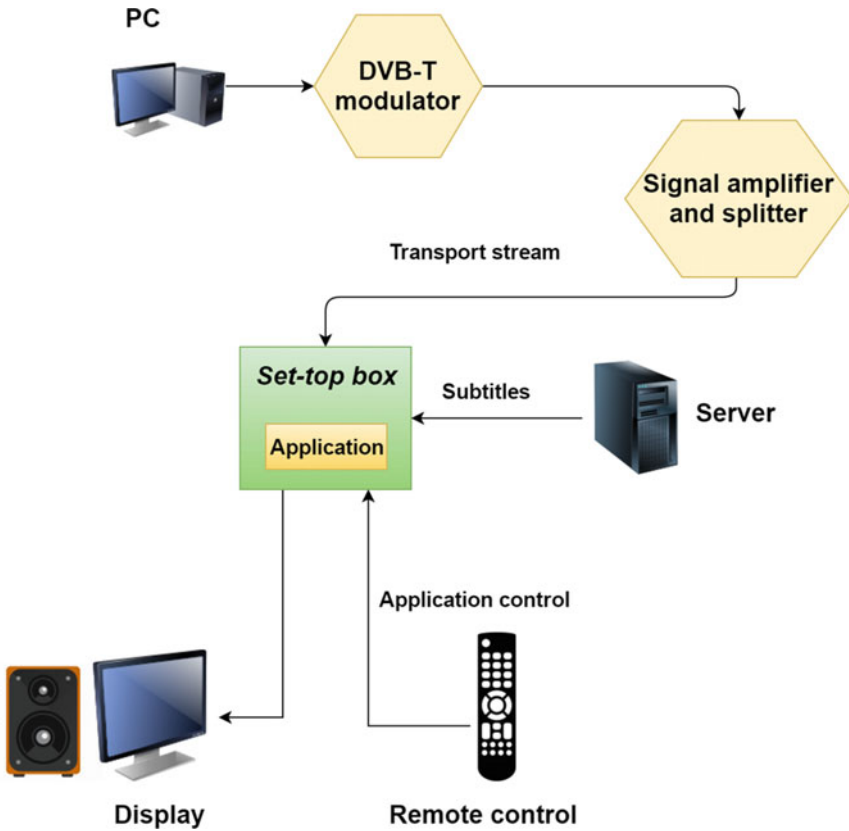 PC
DVB-T
modulator
Signal amplifier
and splitter
Transport stream
Set-top box
Application
Subtitles
Server
Application control
Display
Remote control